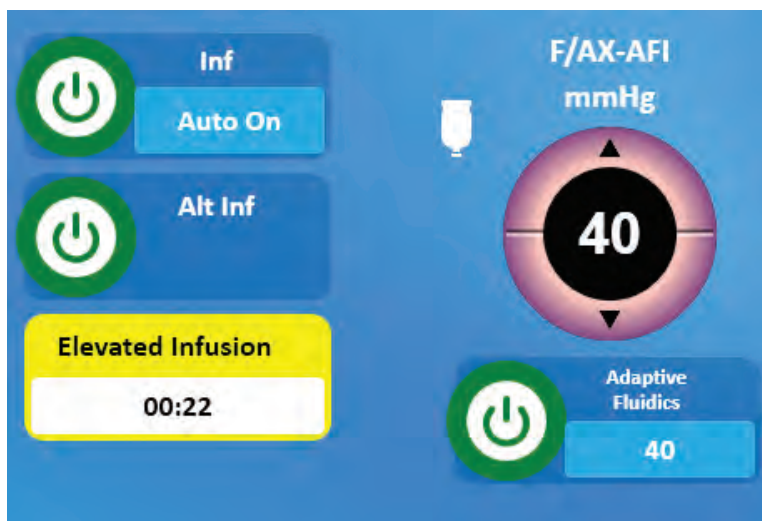 Inf
Auto On
Alt Inf
Elevated Infusion
00:22
F/AX-AFI
mmHg
40
Adaptive
Fluidics
40